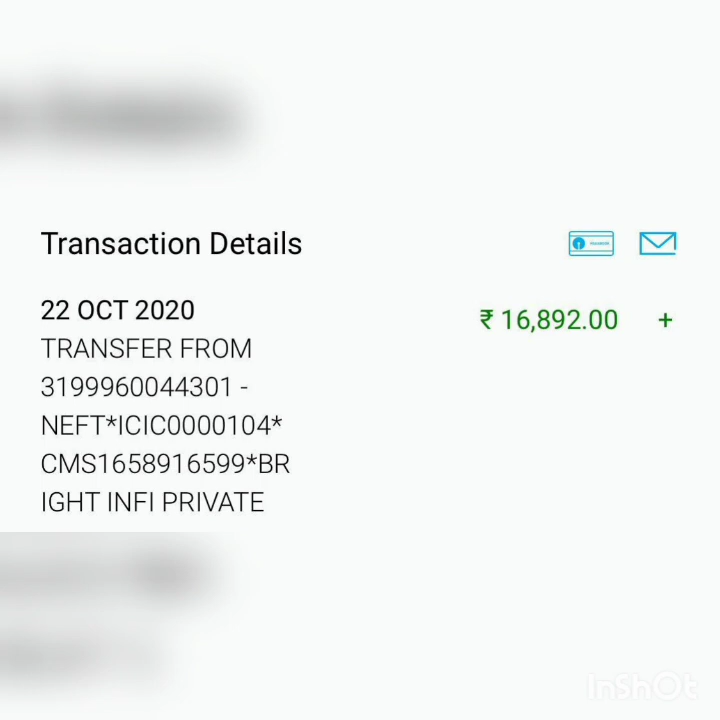 Transaction Details
22 OCT 2020
₹ 16,892.00 +
TRANSFER FROM
3199960044301 -
NEFT*ICIC0000104*
CMS1658916599*BR
IGHT INFI PRIVATE
InShOt